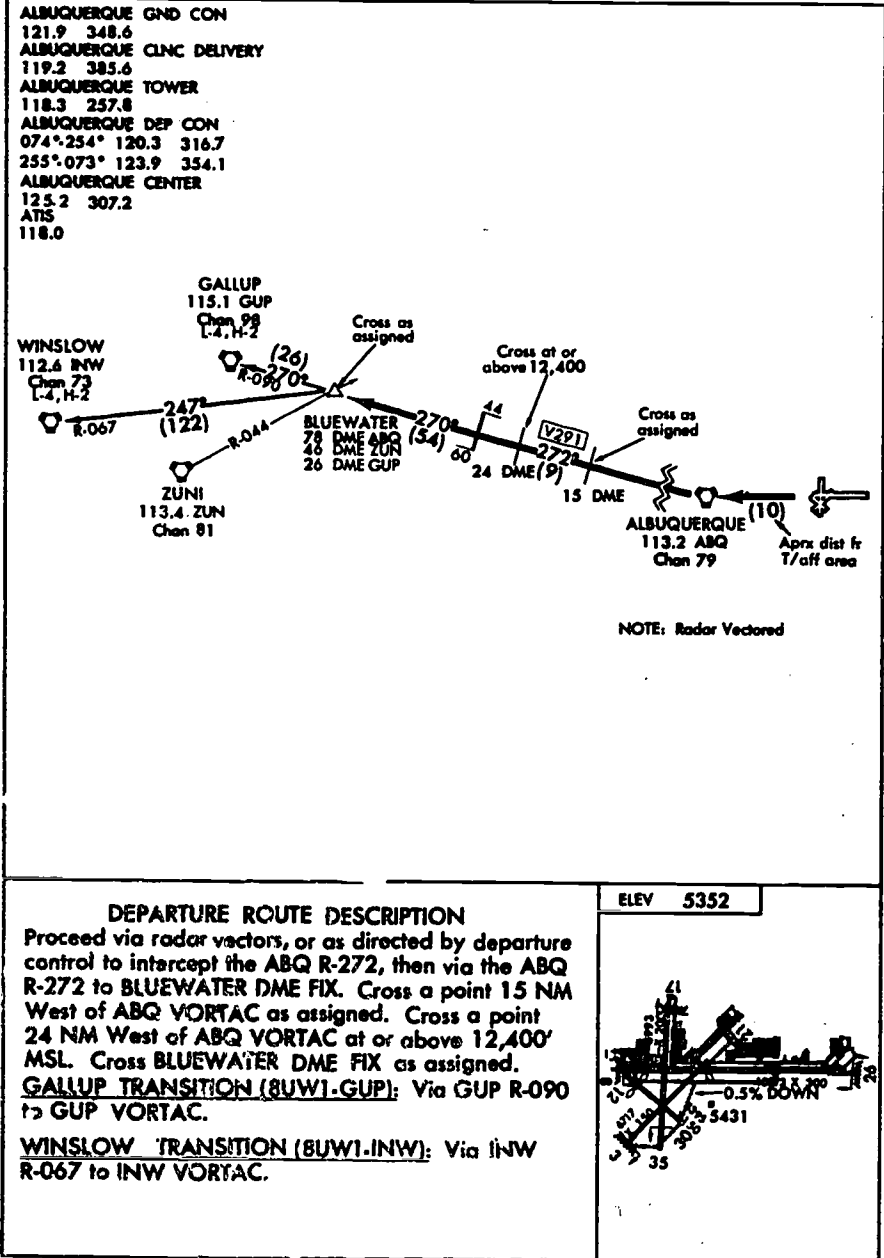 ALBUQUERQUE GND CON
121.9 348.6
ALBUQUERQUE CLNC DELIVERY
119.2 385.6
ALBUQUERQUE TOWER
118.3 257.8
ALBUQUERQUE DEP CON
074°-254° 120.3 316.7
255°-073° 123.9 354.1
ALBUQUERQUE CENTER
125.2 307.2
ATIS
118.0
GALLUP
115.1 GUP
Chan 98
L-4, H-2
(26)
270°
R-090
Cross as
assigned
WINSLOW
112.6 INW
Chan 73
L-4, H-2
R-067
247°
(122)
R-044
ZUNI
113.4 ZUN
Chan 81
BLUEWATER
78 DME ABQ
46 DME ZUN
26 DME GUP
270°
(54)
44
60
Cross at or
above 12,400
V291
272°
24 DME (9)
Cross as
assigned
15 DME
ALBUQUERQUE
113.2 ABQ
Chan 79
(10)
Aprx dist fr
T/off area
NOTE: Radar Vectored
DEPARTURE ROUTE DESCRIPTION
Proceed via radar vectors, or as directed by departure
control to intercept the ABQ R-272, then via the ABQ
R-272 to BLUEWATER DME FIX. Cross a point 15 NM
West of ABQ VORTAC as assigned. Cross a point
24 NM West of ABQ VORTAC at or above 12,400'
MSL. Cross BLUEWATER DME FIX as assigned.
GALLUP TRANSITION (BUW1-GUP): Via GUP R-090
to GUP VORTAC.
WINSLOW TRANSITION (BUW1-INW): Via INW
R-067 to INW VORTAC.
ELEV 5352
17
8
12
26
0.5% DOWN
5431
30
3
35